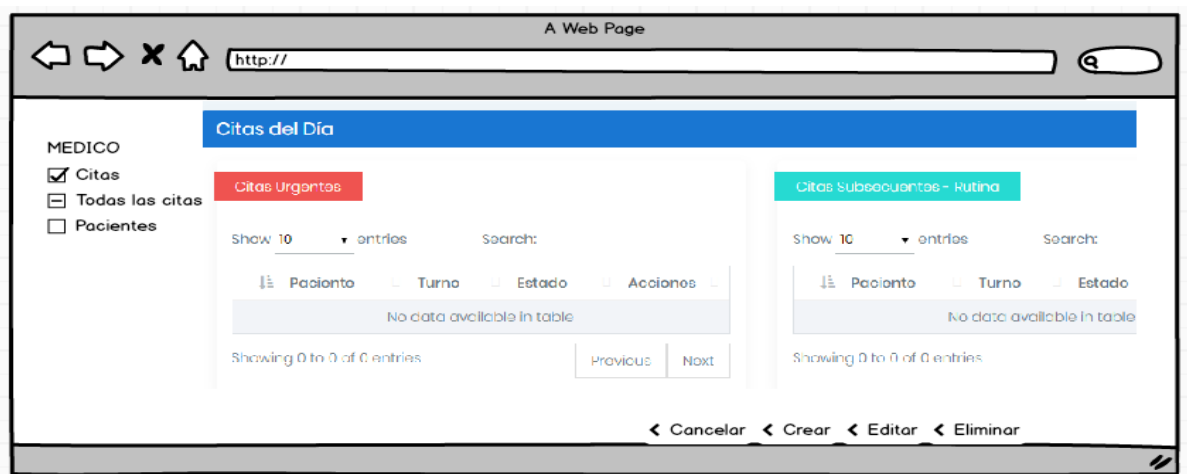 A Web Page
http://
MEDICO
Citas
Todas las citas
Pacientes
Citas del Día
Citas Urgentes
Show 10 entries Search:
Paciente Turno Estado Acciones
No data available in table
Showing 0 to 0 of 0 entries
Previous Next
Citas Subsecuentes - Rutina
Show 10 entries Search:
Paciente Turno Estado
No data available in table
Showing 0 to 0 of 0 entries
Cancelar Crear Editar Eliminar